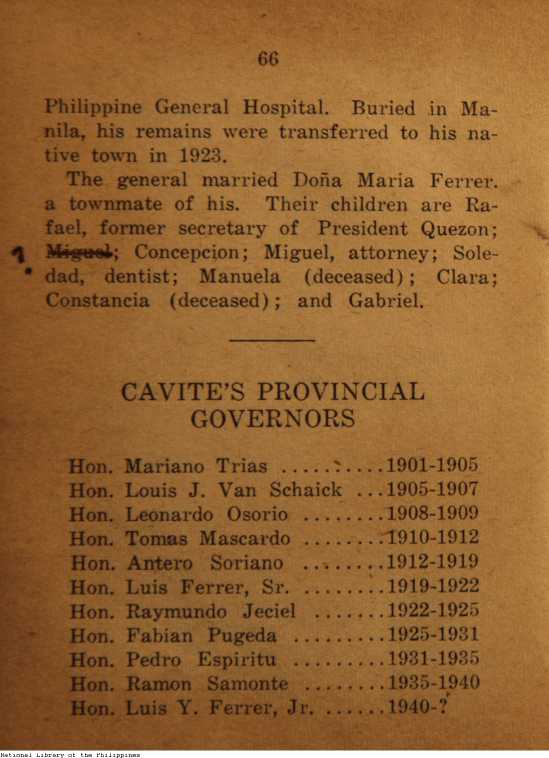 66
Philippine General Hospital. Buried in Ma-
nila, his remains were transferred to his na-
tive town in 1923.
The general married Doña Maria Ferrer.
a townmate of his. Their children are Ra-
fael, former secretary of President Quezon;
Miguel; Concepcion; Miguel, attorney; Sole-
dad, dentist; Manuela (deceased); Clara;
Constancia (deceased); and Gabriel.
CAVITE'S PROVINCIAL
GOVERNORS
Hon. Mariano Trias ..........1901-1905
Hon. Louis J. Van Schaick ...1905-1907
Hon. Leonardo Osorio ........1908-1909
Hon. Tomas Mascardo ........1910-1912
Hon. Antero Soriano ........1912-1919
Hon. Luis Ferrer, Sr. ........1919-1922
Hon. Raymundo Jeciel .......1922-1925
Hon. Fabian Pugeda .........1925-1931
Hon. Pedro Espiritu .........1931-1935
Hon. Ramon Samonte ........1935-1940
Hon. Luis Y. Ferrer, Jr. ......1940-?
National Library of the Philippines